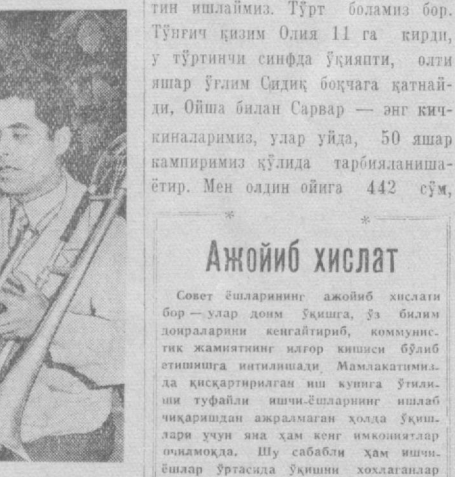 тин ишлаймиз. Тўрт боламиз бор.
Тўнғич қизим Олия 11 га кирди,
у тўртинчи синфда ўқияпти, олти
яшар ўғлим Сидиқ боқчага қатнай-
ди, Ойша билан Сарвар — энг кич-
киналаримиз, улар уйда, 50 яшар
кампиримиз қўлида тарбияланиша-
ётир. Мен олдин ойига 442 сўм,
Ажойиб хислат
Совет ёшларининг ажойиб хислати
бор — улар доим ўқишга, ўз билим
доираларини кенгайтириб, коммунис-
тик жамиятнинг илғор кишиси бўлиб
етишишга интилишади. Мамлакатимиз-
да қисқартирилган иш кунига ўтили-
ши туфайли ишчи-ёшларнинг ишлаб
чиқаришдан ажралмаган ҳолда ўқиш-
лари учун яна ҳам кенг имкониятлар
очилмоқда. Шу сабабли ҳам ишчи-
ёшлар ўртасида ўқишни хохлаганлар